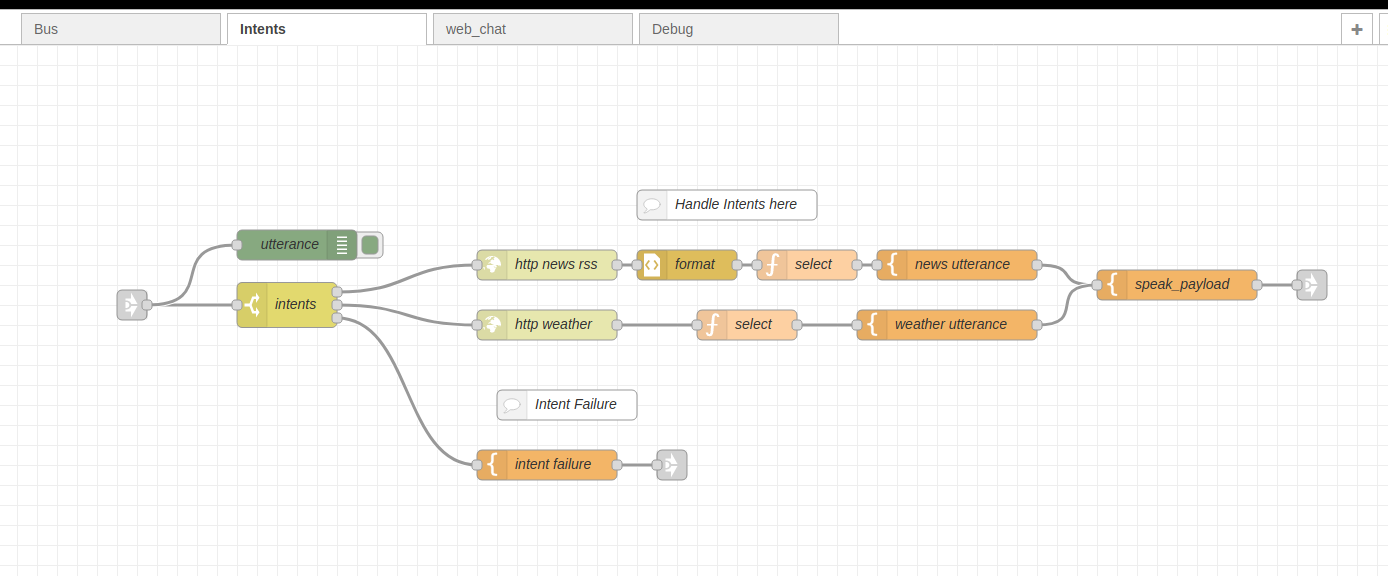 Bus
Intents
web_chat
Debug
Handle Intents here
utterance
intents
http news rss
format
select
news utterance
speak_payload
http weather
select
weather utterance
Intent Failure
intent failure